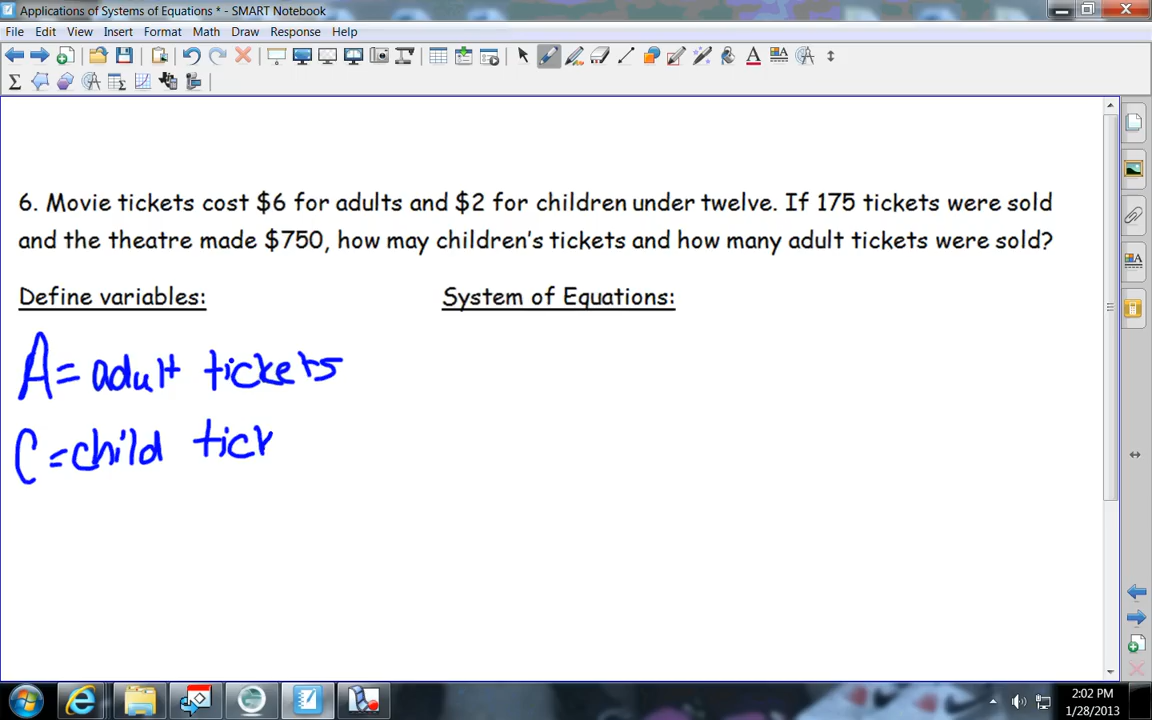 Applications of Systems of Equations * - SMART Notebook
File Edit View Insert Format Math Draw Response Help
6. Movie tickets cost $6 for adults and $2 for children under twelve. If 175 tickets were sold
and the theatre made $750, how may children's tickets and how many adult tickets were sold?
Define variables: System of Equations:
A = adult tickets
C = child tick
2:02 PM
1/28/2013